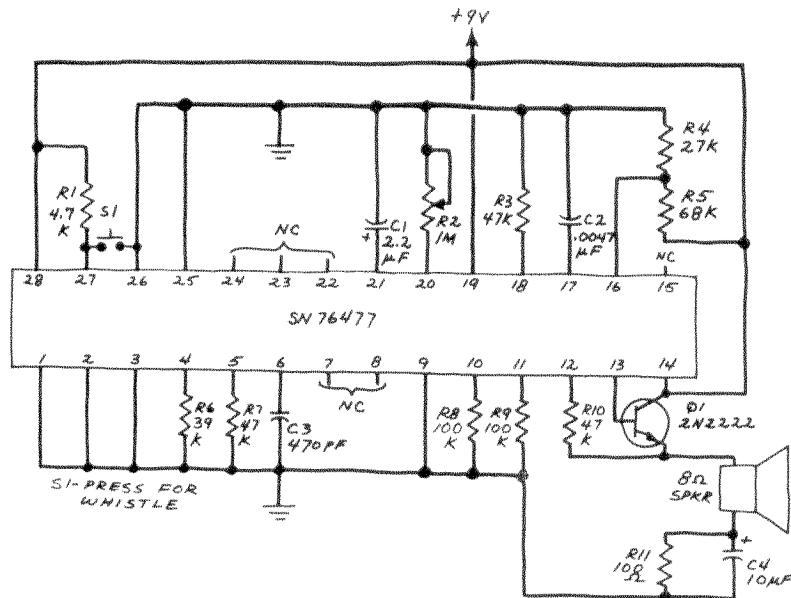 +9V
R4
27K
R1
4.7
K
S1
R5
68K
NC
C1
2.2
µF
+
R2
1M
R3
47K
C2
.0047
µF
NC
28 27 26 25 24 23 22 21 20 19 18 17 16 15
SN 76477
1 2 3 4 5 6 7 8 9 10 11 12 13 14
R6
39
K
R7
47
K
C3
470 PF
NC
R8
100
K
R9
100
K
R10
47
K
Q1
2N2222
S1-PRESS FOR
WHISTLE
8Ω
SPKR
R11
100
Ω
+
C4
10µF